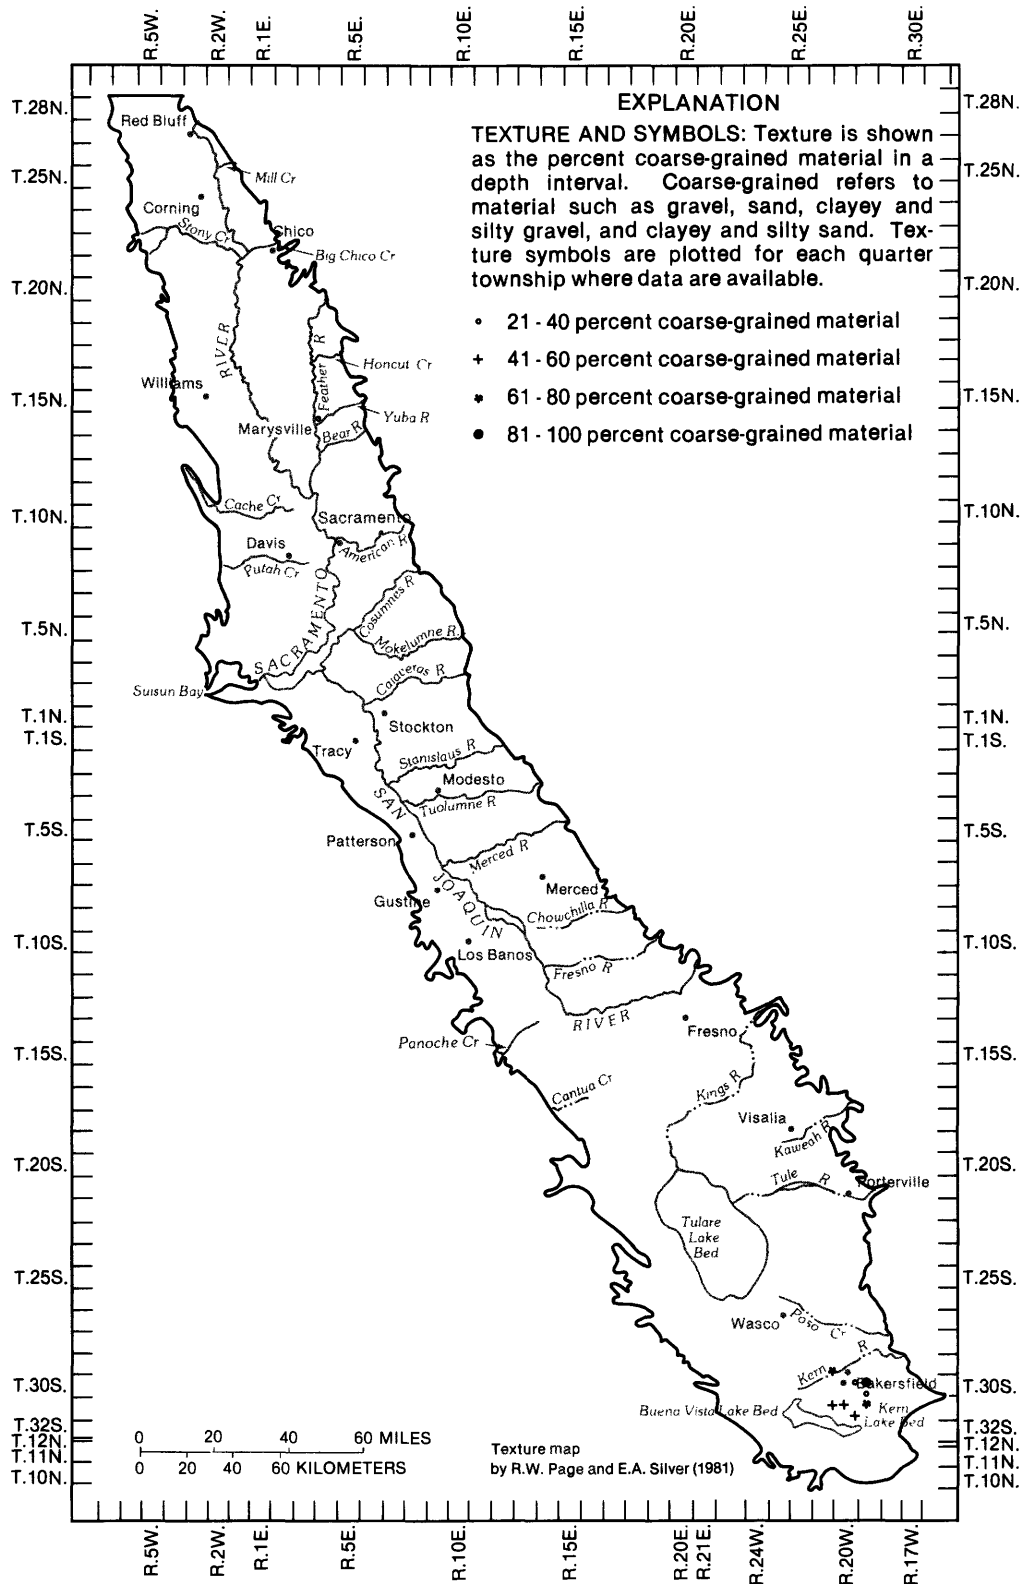 R.5W.
R.2W.
R.1E.
R.5E.
R.10E.
R.15E.
R.20E.
R.25E.
R.30E.
T.28N.
T.25N.
T.20N.
T.15N.
T.10N.
T.5N.
T.1N.
T.1S.
T.5S.
T.10S.
T.15S.
T.20S.
T.25S.
T.30S.
T.32S.
T.12N.
T.11N.
T.10N.
EXPLANATION
TEXTURE AND SYMBOLS: Texture is shown
as the percent coarse-grained material in a
depth interval. Coarse-grained refers to
material such as gravel, sand, clayey and
silty gravel, and clayey and silty sand. Tex-
ture symbols are plotted for each quarter
township where data are available.
21 - 40 percent coarse-grained material
41 - 60 percent coarse-grained material
61 - 80 percent coarse-grained material
81 - 100 percent coarse-grained material
Red Bluff
Mill Cr
Corning
Stony Cr
Chico
Big Chico Cr
RIVER
Feather R
Honcut Cr
Williams
Yuba R
Marysville
Bear R
Cache Cr
Sacramento
American R
Davis
Putah Cr
SACRAMENTO
Cosumnes R
Mokelumne R.
Calaveras R
Suisun Bay
Stockton
Tracy
Stanislaus R
Modesto
SAN
Tuolumne R
Patterson
Merced R
JOAQUIN
Merced
Gustine
Chowchilla R
Los Banos
Fresno R
RIVER
Fresno
Panoche Cr
Cantua Cr
Kings R
Visalia
Kaweah R
Tule R
Porterville
Tulare
Lake
Bed
Wasco
Poso Cr
Kern R
Bakersfield
Buena Vista Lake Bed
Kern
Lake Bed
T.28N.
T.25N.
T.20N.
T.15N.
T.10N.
T.5N.
T.1N.
T.1S.
T.5S.
T.10S.
T.15S.
T.20S.
T.25S.
T.30S.
T.32S.
T.12N.
T.11N.
T.10N.
0 20 40 60 MILES
0 20 40 60 KILOMETERS
Texture map
by R.W. Page and E.A. Silver (1981)
R.5W.
R.2W.
R.1E.
R.5E.
R.10E.
R.15E.
R.20E.
R.21E.
R.24W.
R.20W.
R.17W.